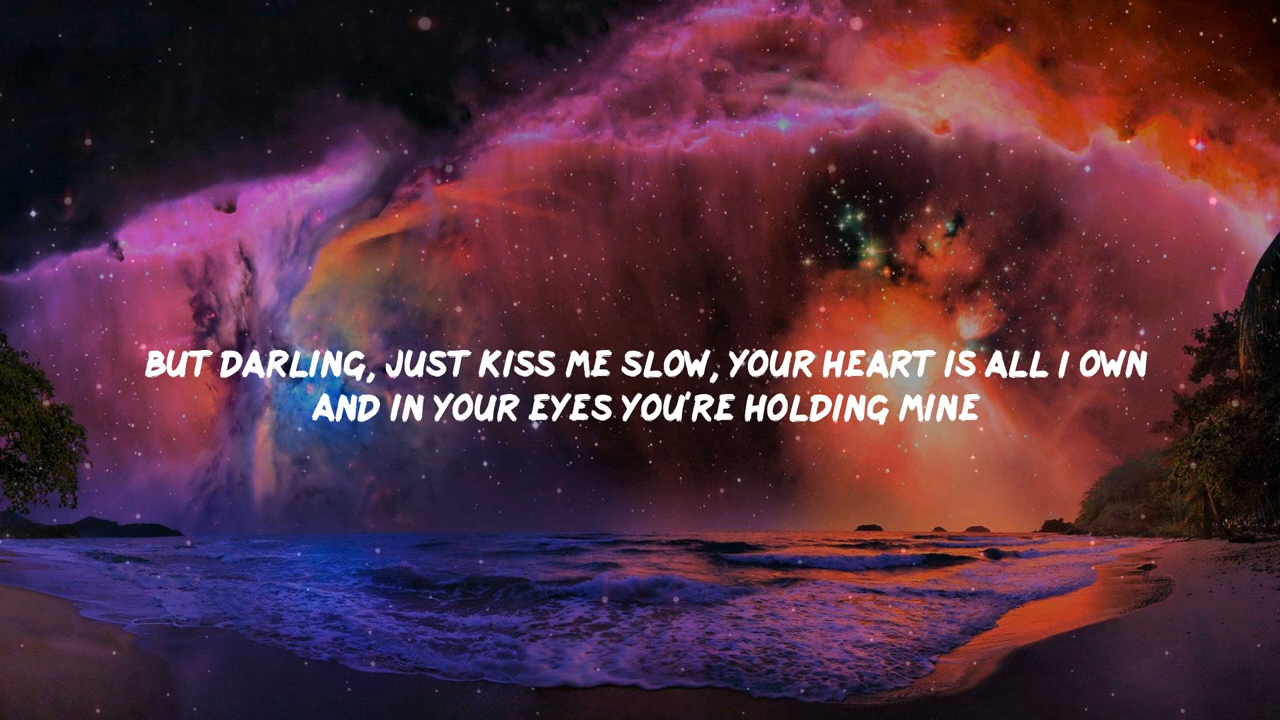 BUT DARLING, JUST KISS ME SLOW, YOUR HEART IS ALL I OWN
AND IN YOUR EYES YOU'RE HOLDING MINE